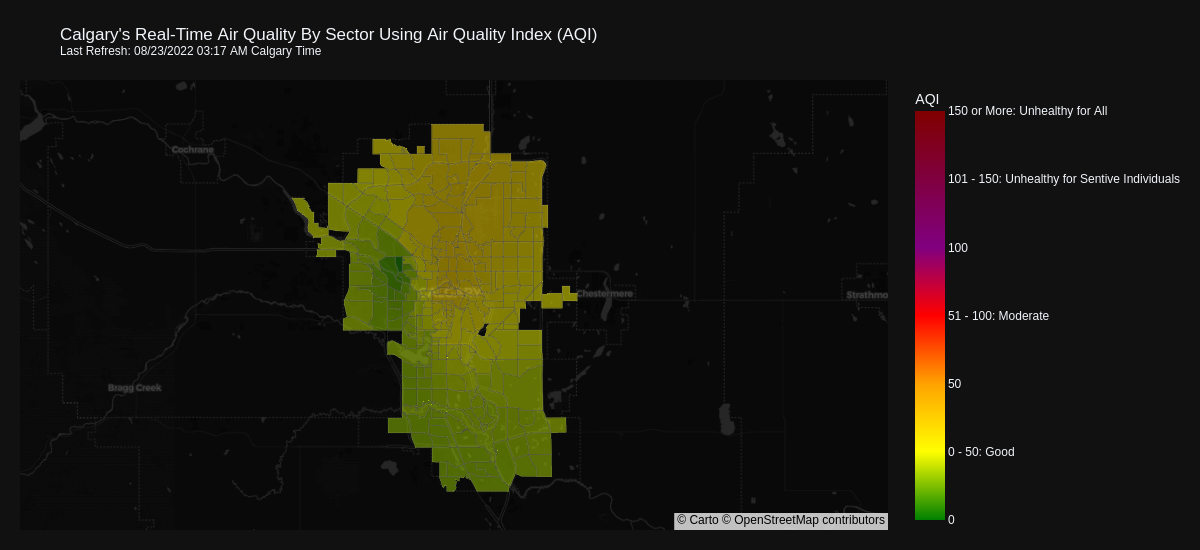 Calgary's Real-Time Air Quality By Sector Using Air Quality Index (AQI)
Last Refresh: 08/23/2022 03:17 AM Calgary Time
AQI
150 or More: Unhealthy for All
Cochrane
101 - 150: Unhealthy for Sentive Individuals
100
Chestermere
Strathmo
51 - 100: Moderate
50
Bragg Creek
0 - 50: Good
0
© Carto © OpenStreetMap contributors